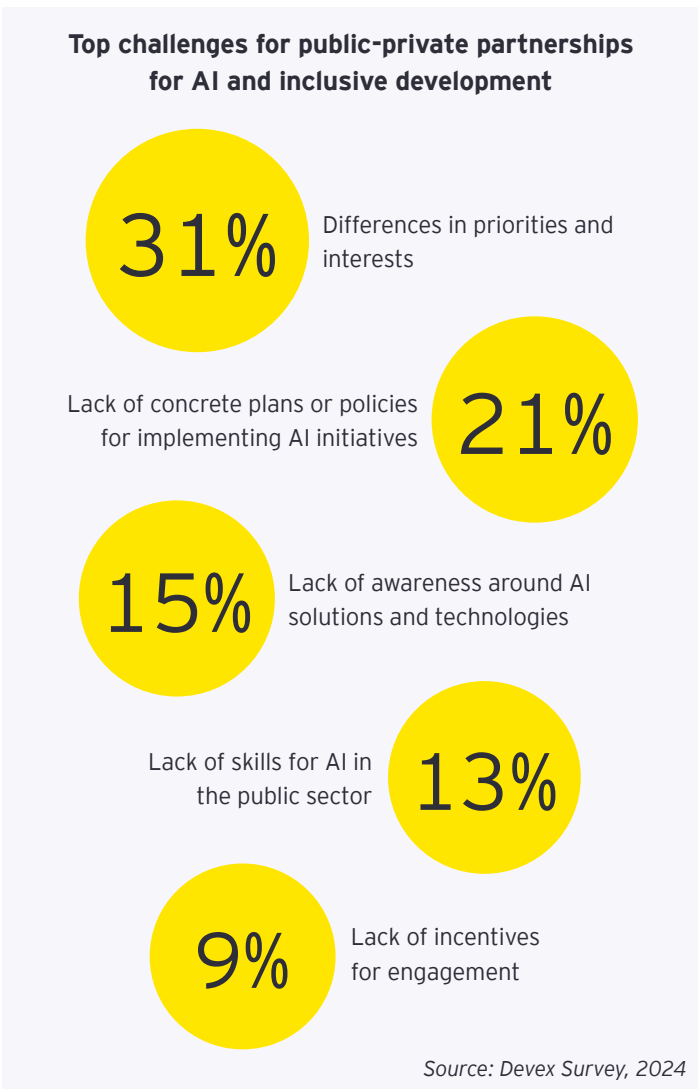 Top challenges for public-private partnerships
for AI and inclusive development
31%
Differences in priorities and
interests
Lack of concrete plans or policies
for implementing AI initiatives
21%
15%
Lack of awareness around AI
solutions and technologies
Lack of skills for AI in
the public sector
13%
9%
Lack of incentives
for engagement
Source: Devex Survey, 2024